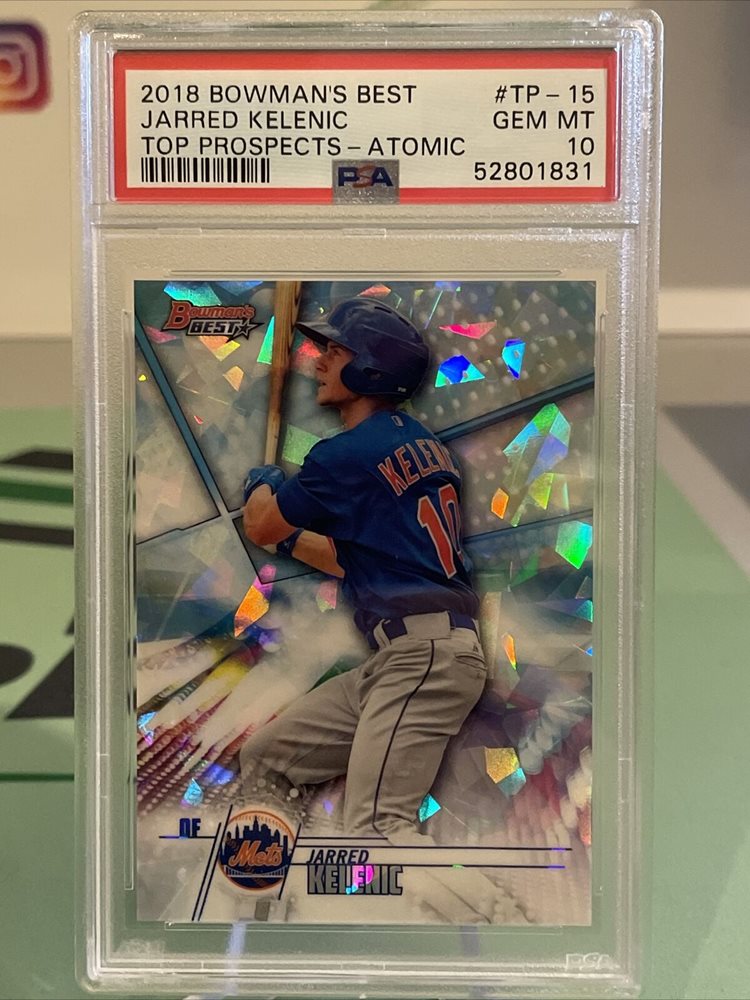 2018 BOWMAN'S BEST #TP-15
JARRED KELENIC GEM MT
TOP PROSPECTS-ATOMIC 10
PSA 52801831
Bowman's
BEST
KELENIC
10
OF
Mets
JARRED
KELENIC
PSA